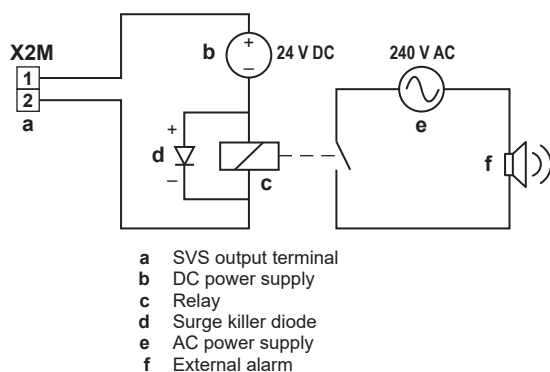 X2M
1
2
a
b
+
–
24 V DC
240 V AC
e
+
d
–
c
f
a SVS output terminal
b DC power supply
c Relay
d Surge killer diode
e AC power supply
f External alarm